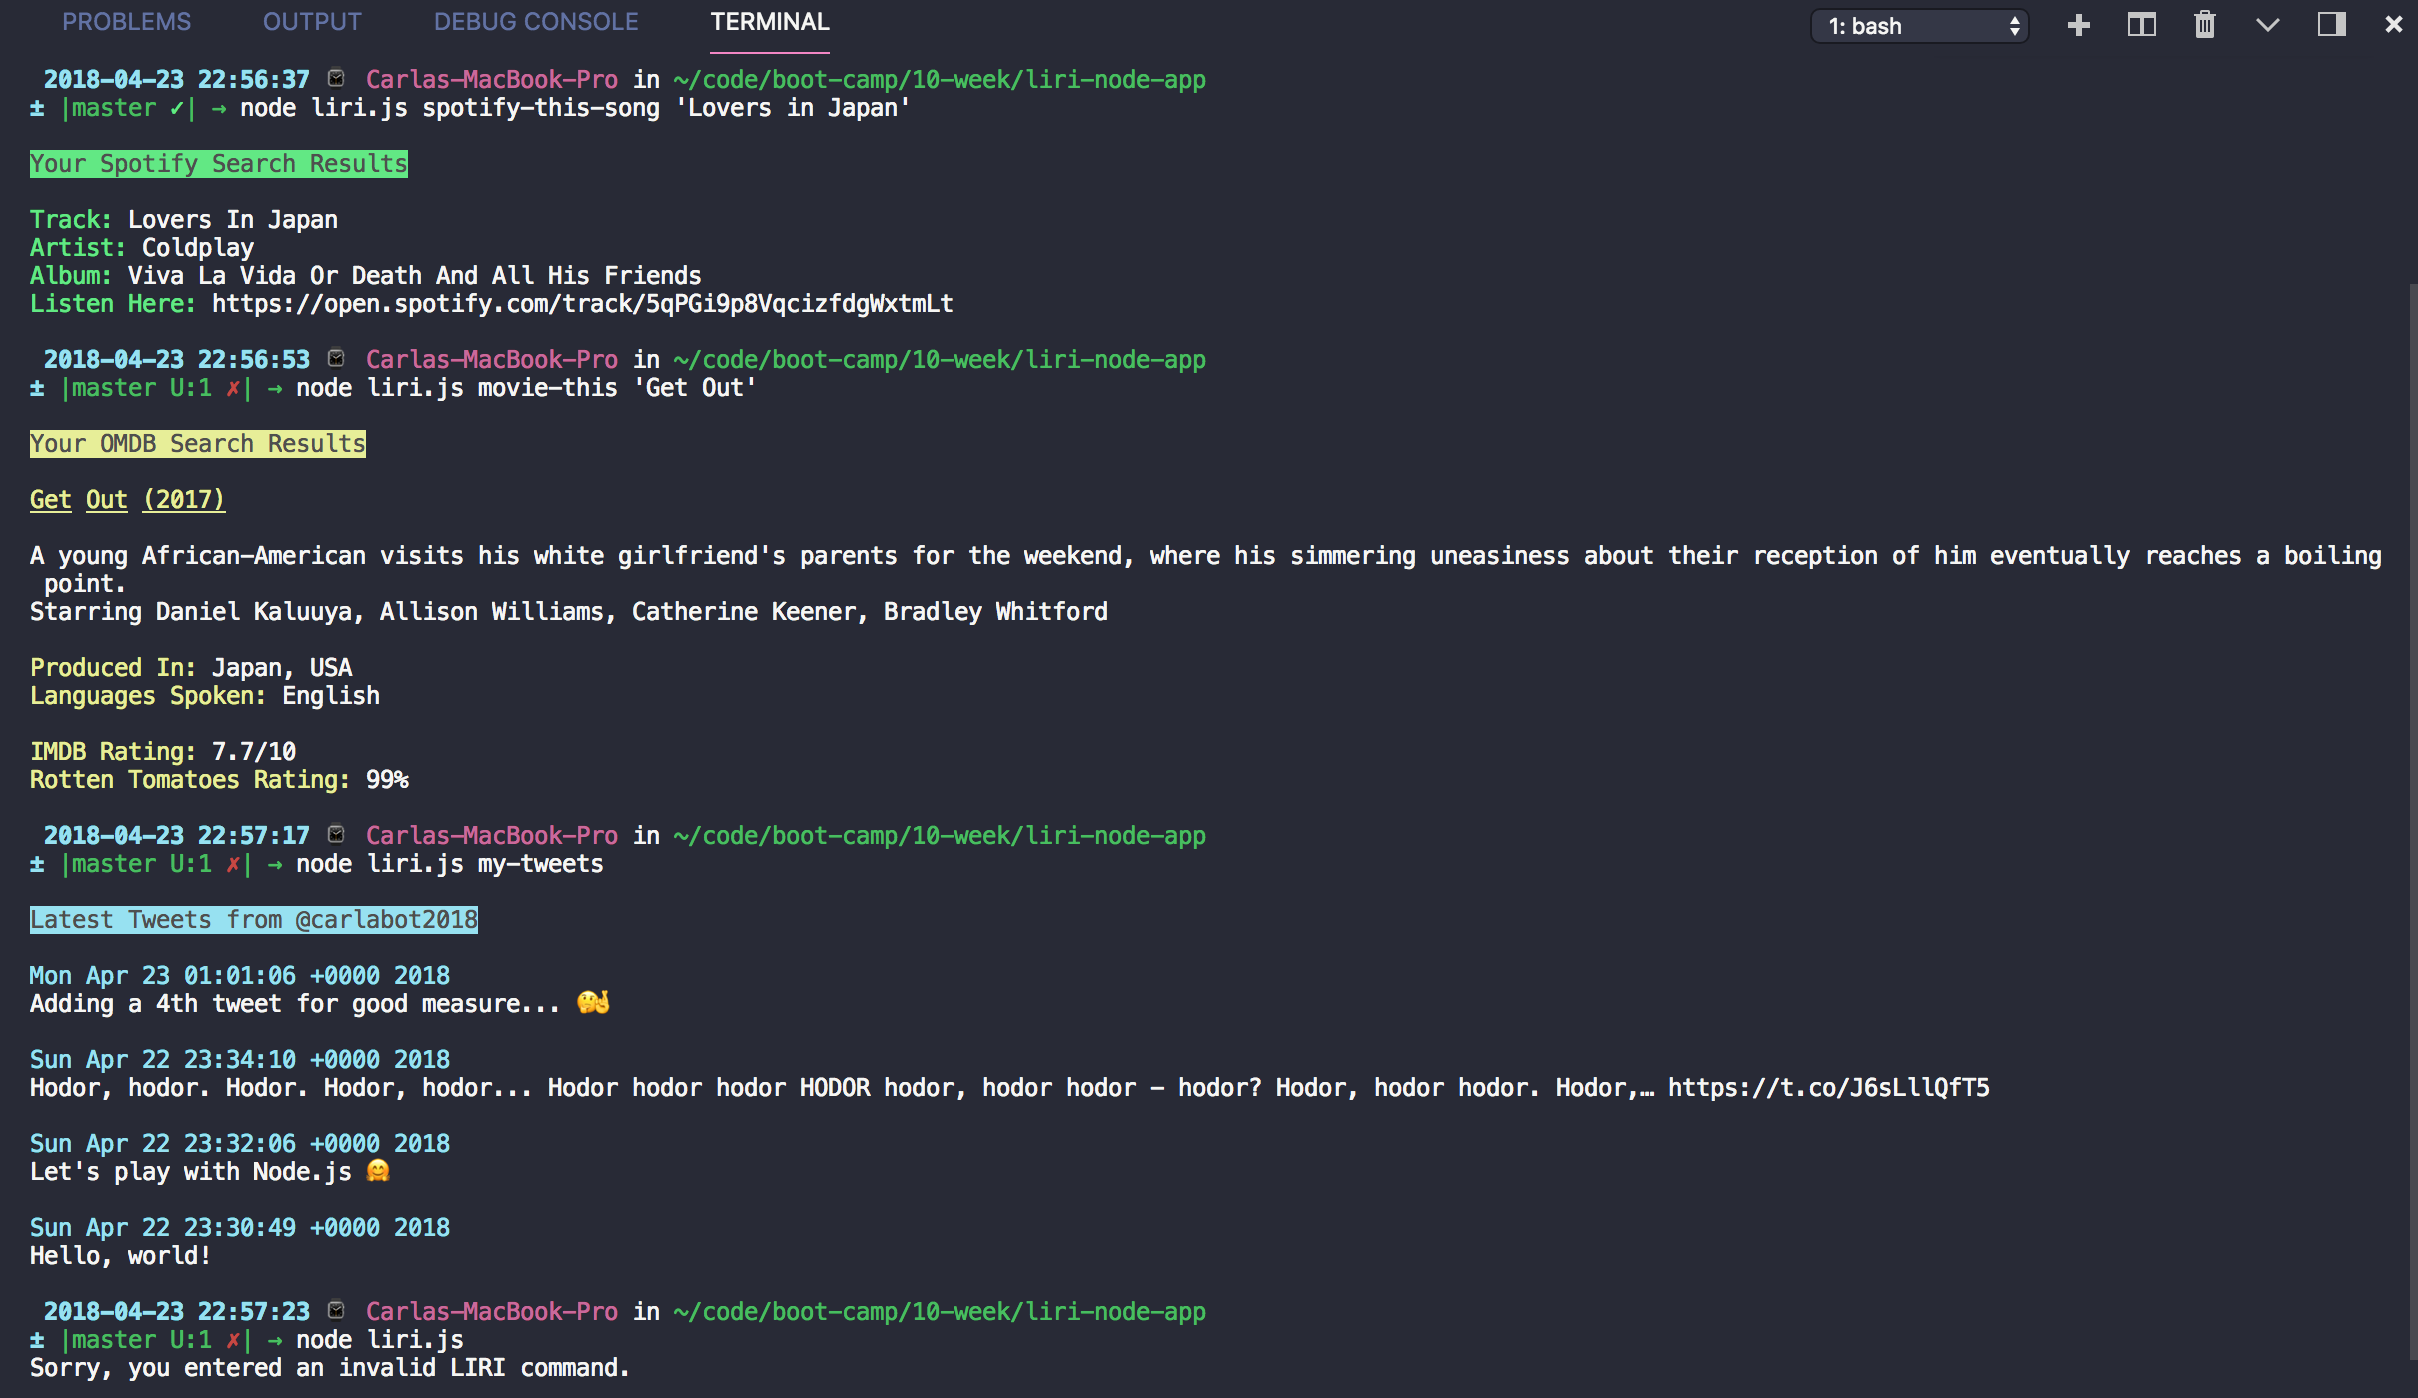 PROBLEMS OUTPUT DEBUG CONSOLE TERMINAL 1: bash
2018-04-23 22:56:37 ⌚ Carlas-MacBook-Pro in ~/code/boot-camp/10-week/liri-node-app
± |master ✓| → node liri.js spotify-this-song 'Lovers in Japan'
Your Spotify Search Results
Track: Lovers In Japan
Artist: Coldplay
Album: Viva La Vida Or Death And All His Friends
Listen Here: https://open.spotify.com/track/5qPGi9p8VqcizfdgWxtmLt
2018-04-23 22:56:53 ⌚ Carlas-MacBook-Pro in ~/code/boot-camp/10-week/liri-node-app
± |master U:1 ✗| → node liri.js movie-this 'Get Out'
Your OMDB Search Results
Get Out (2017)
A young African-American visits his white girlfriend's parents for the weekend, where his simmering uneasiness about their reception of him eventually reaches a boiling
point.
Starring Daniel Kaluuya, Allison Williams, Catherine Keener, Bradley Whitford
Produced In: Japan, USA
Languages Spoken: English
IMDB Rating: 7.7/10
Rotten Tomatoes Rating: 99%
2018-04-23 22:57:17 ⌚ Carlas-MacBook-Pro in ~/code/boot-camp/10-week/liri-node-app
± |master U:1 ✗| → node liri.js my-tweets
Latest Tweets from @carlabot2018
Mon Apr 23 01:01:06 +0000 2018
Adding a 4th tweet for good measure... 🤔🤞
Sun Apr 22 23:34:10 +0000 2018
Hodor, hodor. Hodor. Hodor, hodor... Hodor hodor hodor HODOR hodor, hodor hodor - hodor? Hodor, hodor hodor. Hodor,… https://t.co/J6sLllQfT5
Sun Apr 22 23:32:06 +0000 2018
Let's play with Node.js 🤗
Sun Apr 22 23:30:49 +0000 2018
Hello, world!
2018-04-23 22:57:23 ⌚ Carlas-MacBook-Pro in ~/code/boot-camp/10-week/liri-node-app
± |master U:1 ✗| → node liri.js
Sorry, you entered an invalid LIRI command.